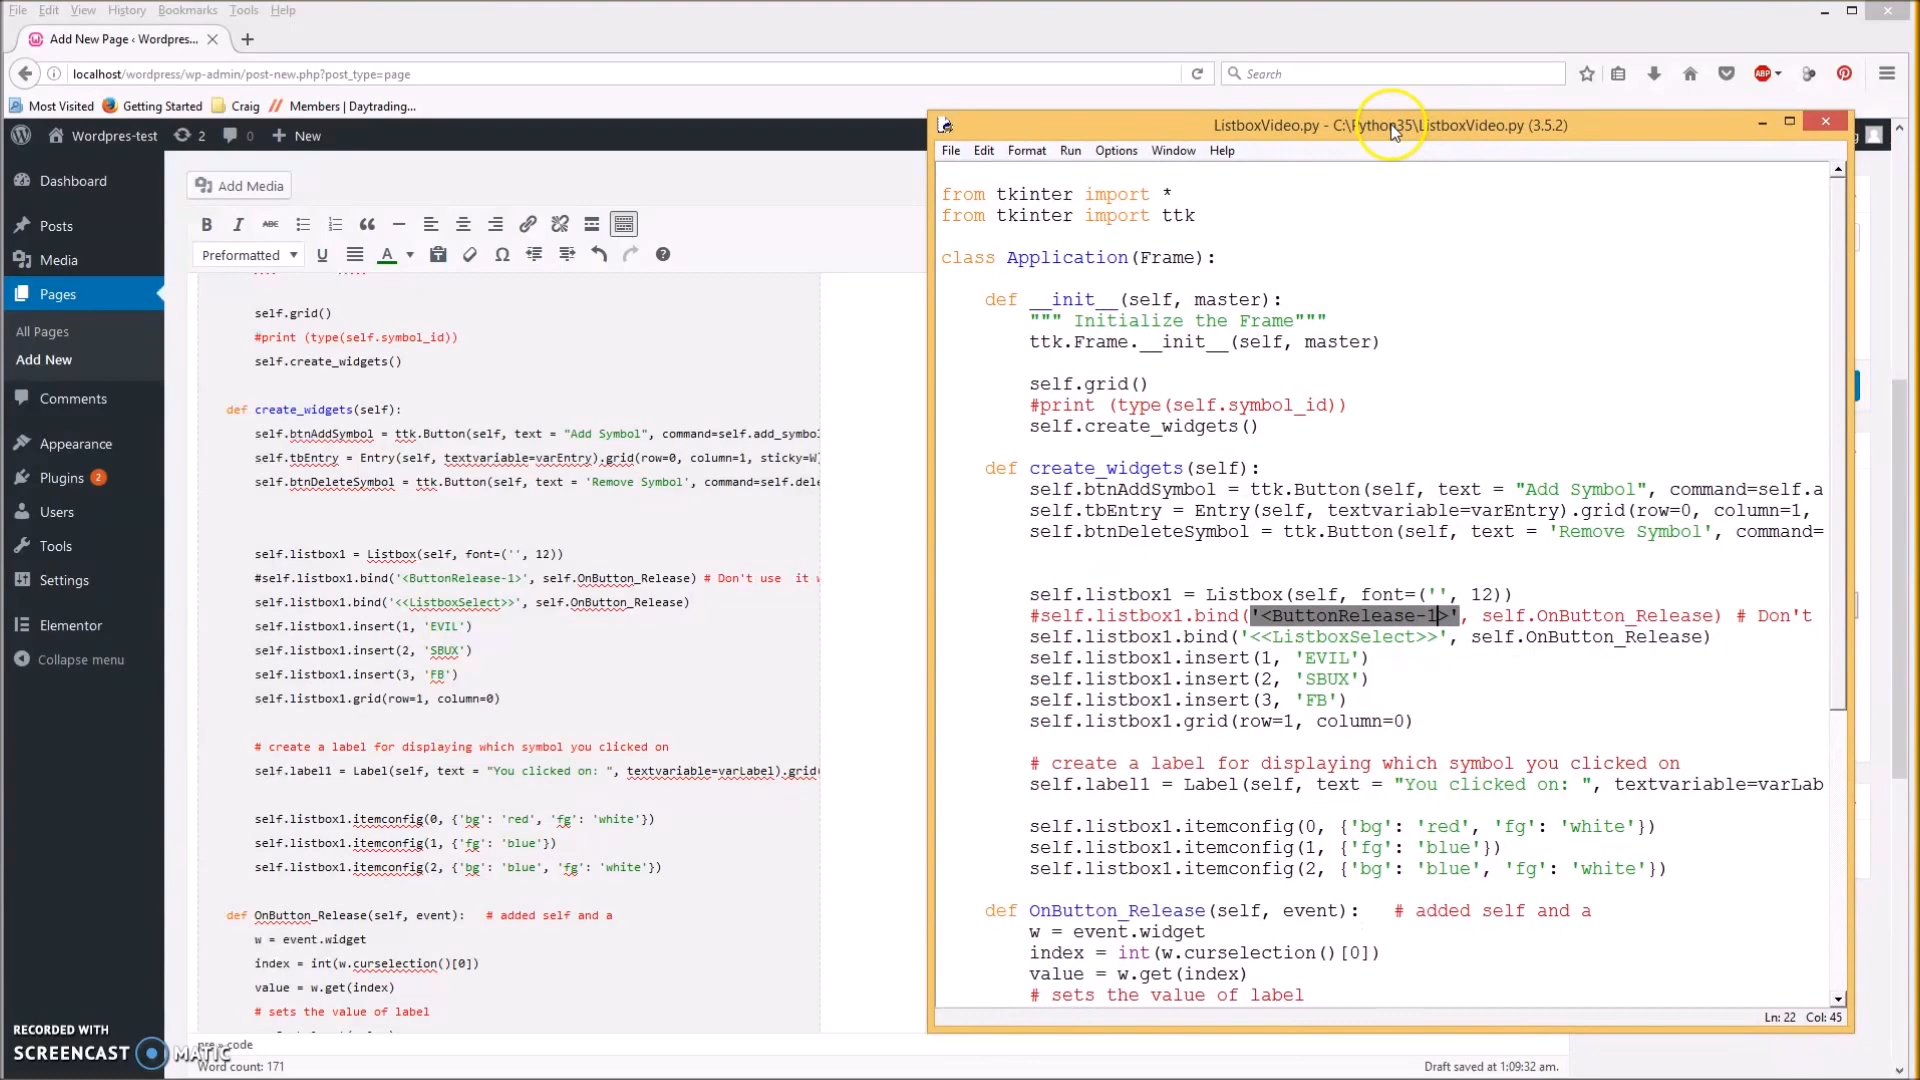 File Edit View History Bookmarks Tools Help
Add New Page ‹ Wordpres...
localhost/wordpress/wp-admin/post-new.php?post_type=page
Search
ABP
Most Visited Getting Started Craig Members | Daytrading...
Wordpres-test 2 0 New
Dashboard
Posts
Media
Pages
All Pages
Add New
Comments
Appearance
Plugins 2
Users
Tools
Settings
Elementor
Collapse menu
Add Media
B I ABC
Preformatted U A
self.grid()
#print (type(self.symbol_id))
self.create_widgets()
def create_widgets(self):
self.btnAddSymbol = ttk.Button(self, text = "Add Symbol", command=self.add_symbo
self.tbEntry = Entry(self, textvariable=varEntry).grid(row=0, column=1, sticky=W
self.btnDeleteSymbol = ttk.Button(self, text = 'Remove Symbol', command=self.dele
self.listbox1 = Listbox(self, font=('', 12))
#self.listbox1.bind('<ButtonRelease-1>', self.OnButton_Release) # Don't use it w
self.listbox1.bind('<<ListboxSelect>>', self.OnButton_Release)
self.listbox1.insert(1, 'EVIL')
self.listbox1.insert(2, 'SBUX')
self.listbox1.insert(3, 'FB')
self.listbox1.grid(row=1, column=0)
# create a label for displaying which symbol you clicked on
self.label1 = Label(self, text = "You clicked on: ", textvariable=varLabel).grid(
self.listbox1.itemconfig(0, {'bg': 'red', 'fg': 'white'})
self.listbox1.itemconfig(1, {'fg': 'blue'})
self.listbox1.itemconfig(2, {'bg': 'blue', 'fg': 'white'})
def OnButton_Release(self, event): # added self and a
w = event.widget
index = int(w.curselection()[0])
value = w.get(index)
# sets the value of label
pre » code
Word count: 171
Draft saved at 1:09:32 am.
RECORDED WITH
SCREENCAST MATIC
ListboxVideo.py - C:\Python35\ListboxVideo.py (3.5.2)
File Edit Format Run Options Window Help
from tkinter import *
from tkinter import ttk
class Application(Frame):
def __init__(self, master):
""" Initialize the Frame"""
ttk.Frame.__init__(self, master)
self.grid()
#print (type(self.symbol_id))
self.create_widgets()
def create_widgets(self):
self.btnAddSymbol = ttk.Button(self, text = "Add Symbol", command=self.a
self.tbEntry = Entry(self, textvariable=varEntry).grid(row=0, column=1,
self.btnDeleteSymbol = ttk.Button(self, text = 'Remove Symbol', command=
self.listbox1 = Listbox(self, font=('', 12))
#self.listbox1.bind('<ButtonRelease-1>', self.OnButton_Release) # Don't
self.listbox1.bind('<<ListboxSelect>>', self.OnButton_Release)
self.listbox1.insert(1, 'EVIL')
self.listbox1.insert(2, 'SBUX')
self.listbox1.insert(3, 'FB')
self.listbox1.grid(row=1, column=0)
# create a label for displaying which symbol you clicked on
self.label1 = Label(self, text = "You clicked on: ", textvariable=varLab
self.listbox1.itemconfig(0, {'bg': 'red', 'fg': 'white'})
self.listbox1.itemconfig(1, {'fg': 'blue'})
self.listbox1.itemconfig(2, {'bg': 'blue', 'fg': 'white'})
def OnButton_Release(self, event): # added self and a
w = event.widget
index = int(w.curselection()[0])
value = w.get(index)
# sets the value of label
Ln: 22 Col: 45